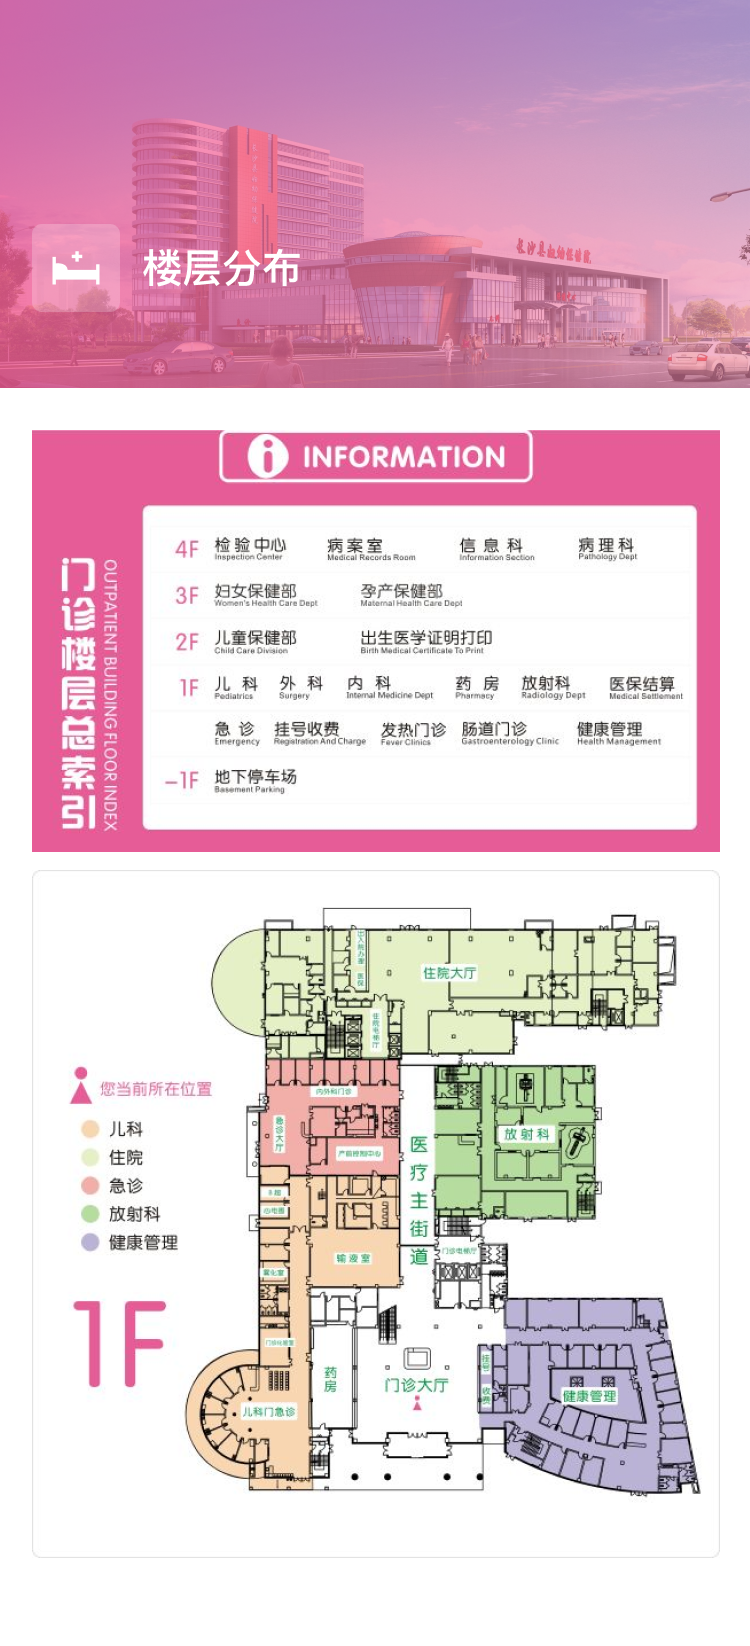 长沙县妇幼保健院
楼层分布
INFORMATION
门诊楼层总索引
OUTPATIENT BUILDING FLOOR INDEX
4F 检验中心 病案室 信息科 病理科
Inspection Center Medical Records Room Information Section Pathology Dept
3F 妇女保健部 孕产保健部
Women's Health Care Dept Maternal Health Care Dept
2F 儿童保健部 出生医学证明打印
Child Care Division Birth Medical Certificate To Print
1F 儿科 外科 内科 药房 放射科 医保结算
Pediatrics Surgery Internal Medicine Dept Pharmacy Radiology Dept Medical Settlement
急诊 挂号收费 发热门诊 肠道门诊 健康管理
Emergency Registration And Charge Fever Clinics Gastroenterology Clinic Health Management
-1F 地下停车场
Basement Parking
出入院办理 医保
住院大厅
住院电梯厅
您当前所在位置
儿科
住院
急诊
放射科
健康管理
1F
内外科门诊
急诊大厅
产前控制中心
医疗主街道
放射科
B超
心电图
输液室
雾化室
门诊电梯厅
药房
门诊大厅
挂号 收费
健康管理
儿科门急诊